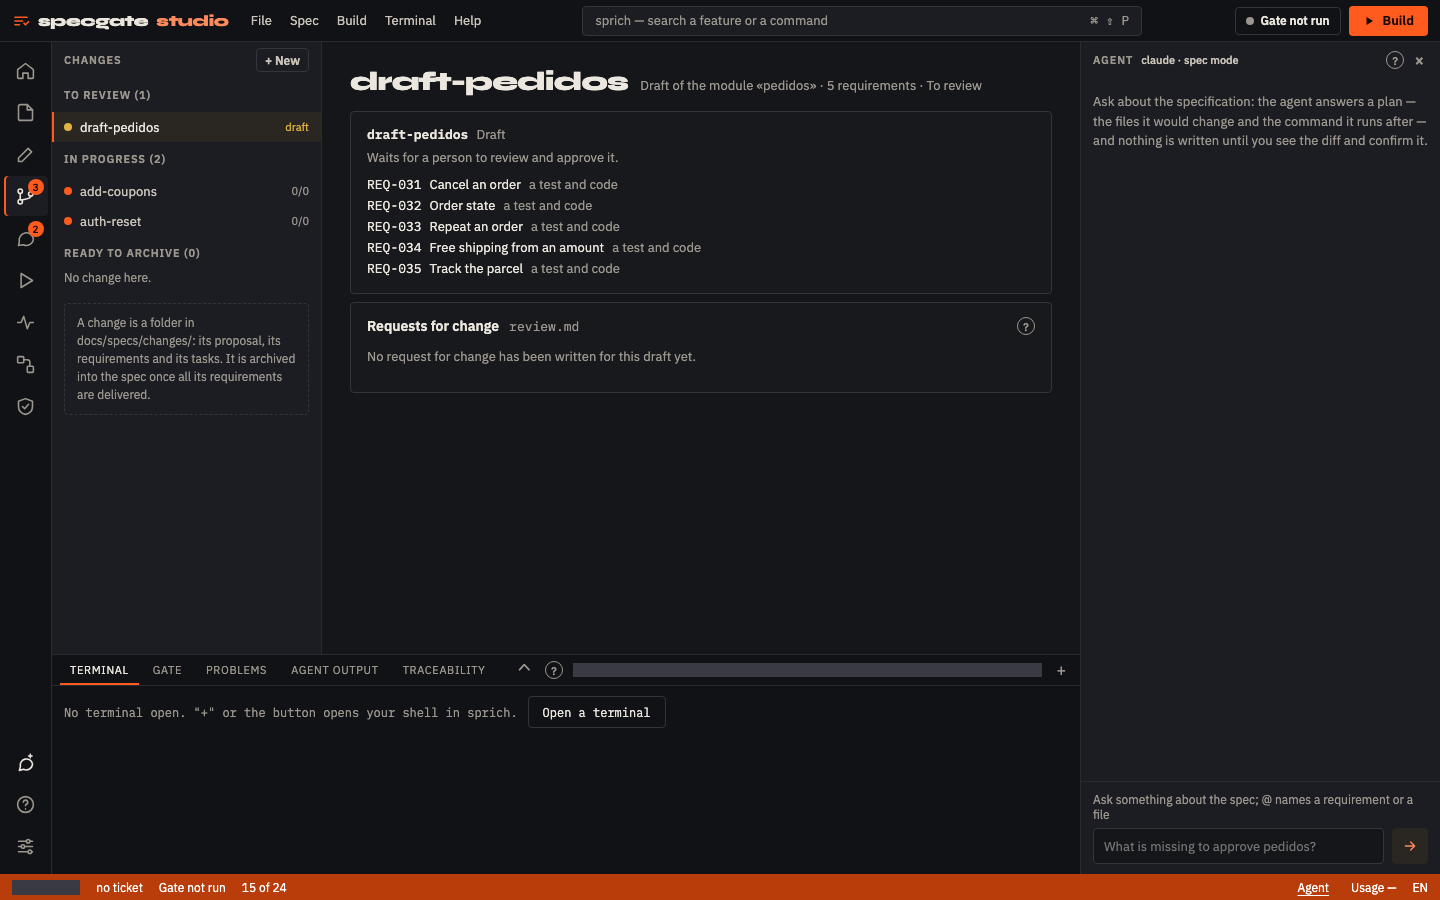 specgate studio File Spec Build Terminal Help sprich — search a feature or a command ⌘ ⇧ P Gate not run Build
CHANGES + New
TO REVIEW (1)
draft-pedidos draft
IN PROGRESS (2)
add-coupons 0/0
auth-reset 0/0
READY TO ARCHIVE (0)
No change here.
A change is a folder in
docs/specs/changes/: its proposal, its
requirements and its tasks. It is archived
into the spec once all its requirements
are delivered.
3
2
draft-pedidos Draft of the module «pedidos» · 5 requirements · To review
draft-pedidos Draft
Waits for a person to review and approve it.
REQ-031 Cancel an order a test and code
REQ-032 Order state a test and code
REQ-033 Repeat an order a test and code
REQ-034 Free shipping from an amount a test and code
REQ-035 Track the parcel a test and code
Requests for change review.md ?
No request for change has been written for this draft yet.
AGENT claude · spec mode ? ×
Ask about the specification: the agent answers a plan —
the files it would change and the command it runs after —
and nothing is written until you see the diff and confirm it.
TERMINAL GATE PROBLEMS AGENT OUTPUT TRACEABILITY ? +
No terminal open. "+" or the button opens your shell in sprich. Open a terminal
Ask something about the spec; @ names a requirement or a
file
What is missing to approve pedidos? →
no ticket Gate not run 15 of 24 Agent Usage — EN